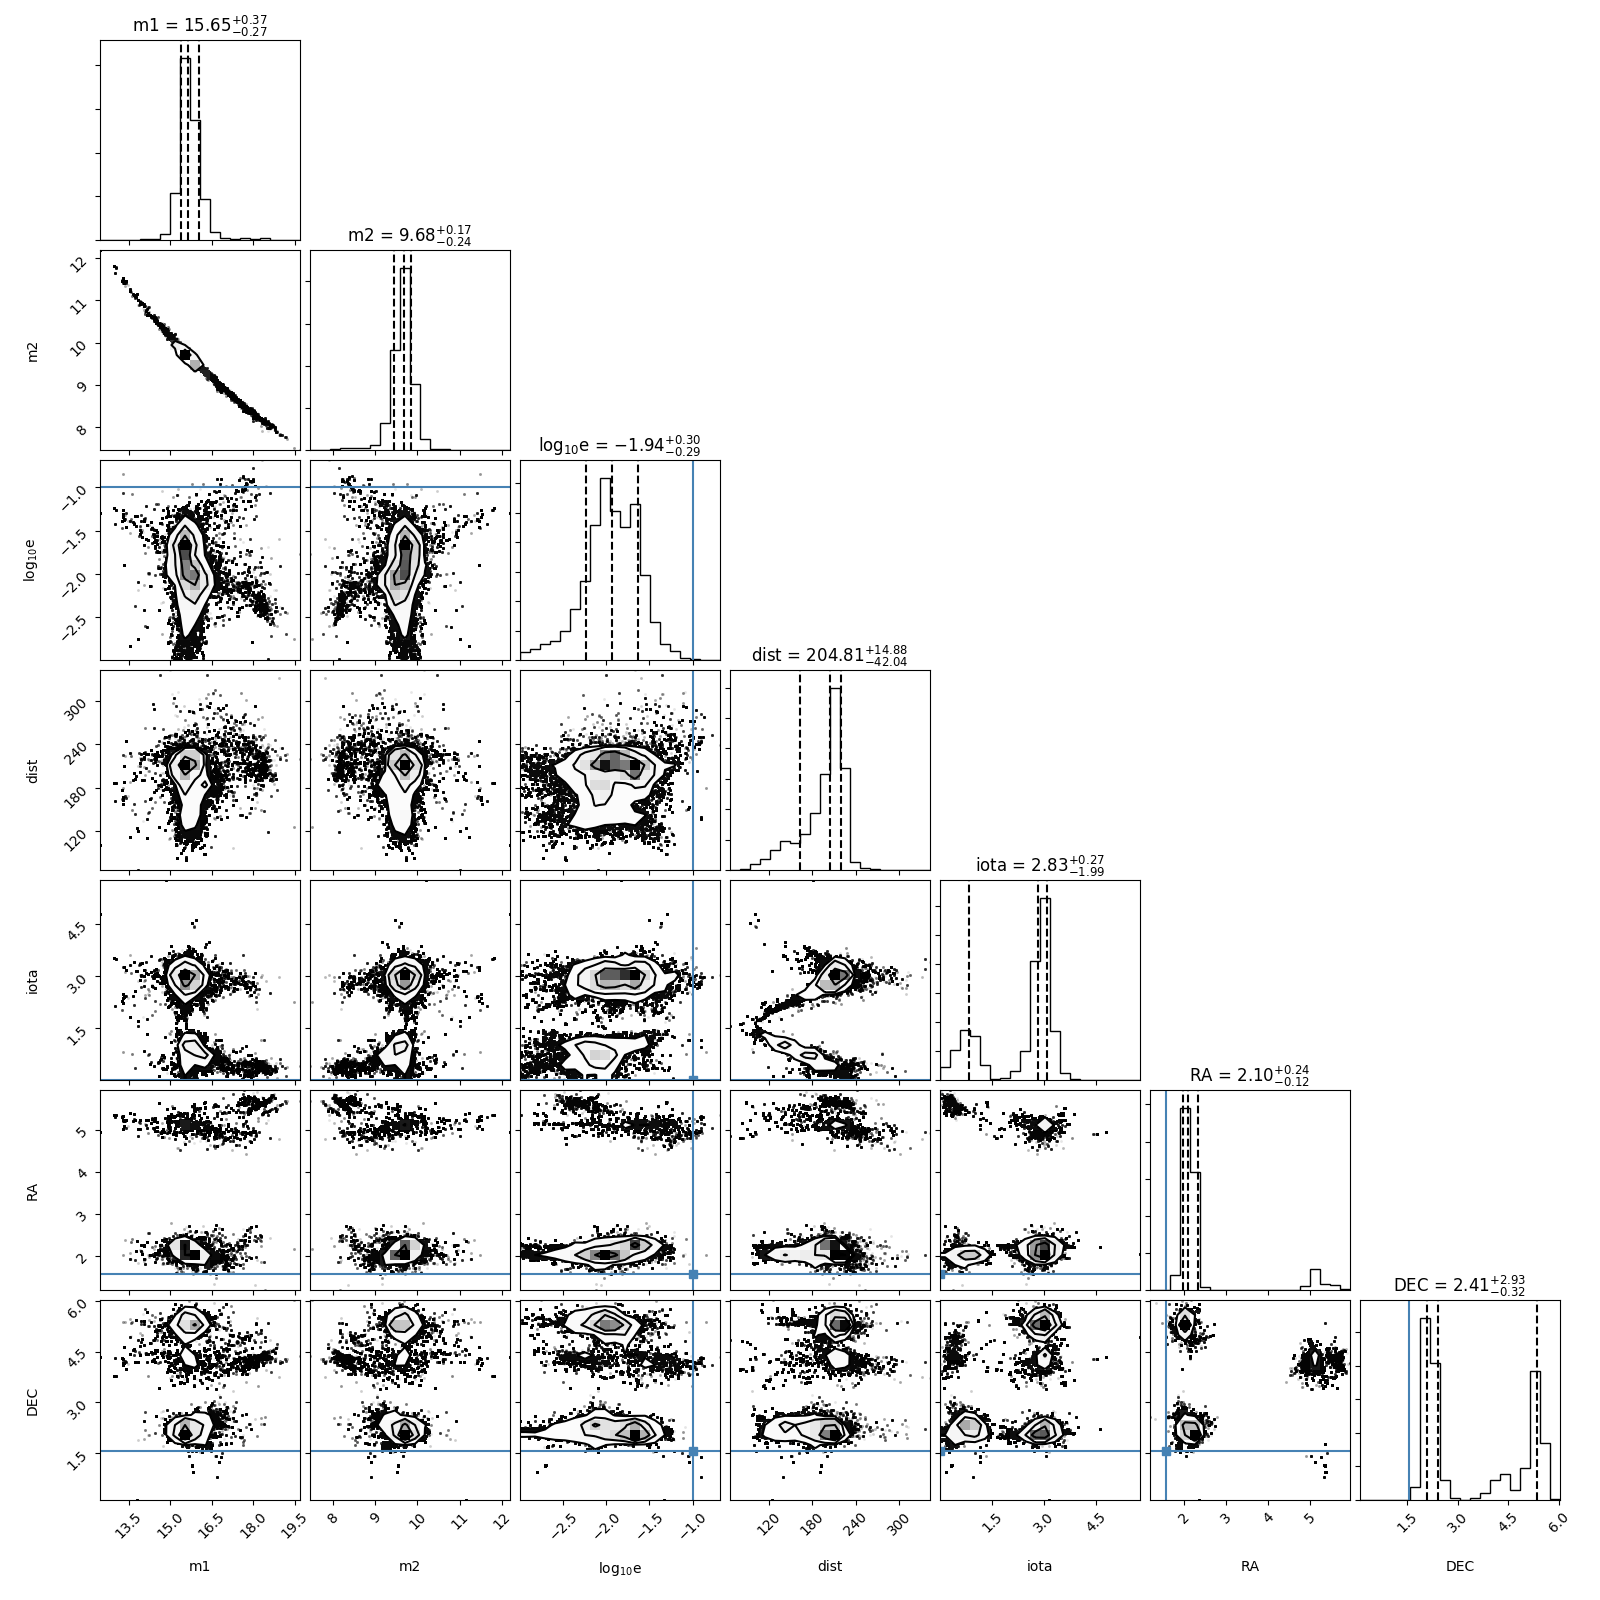 m1 = 15.65+0.37−0.27
m2 = 9.68+0.17−0.24
12
11
10
9
8
m2
log10e = −1.94+0.30−0.29
−1.0
−1.5
−2.0
−2.5
log10e
dist = 204.81+14.88−42.04
300
240
180
120
dist
iota = 2.83+0.27−1.99
4.5
3.0
1.5
iota
RA = 2.10+0.24−0.12
5
4
3
2
RA
DEC = 2.41+2.93−0.32
6.0
4.5
3.0
1.5
DEC
13.5 15.0 16.5 18.0 19.5 8 9 10 11 12 −2.5 −2.0 −1.5 −1.0 120 180 240 300 1.5 3.0 4.5 2 3 4 5 1.5 3.0 4.5 6.0
m1 m2 log10e dist iota RA DEC